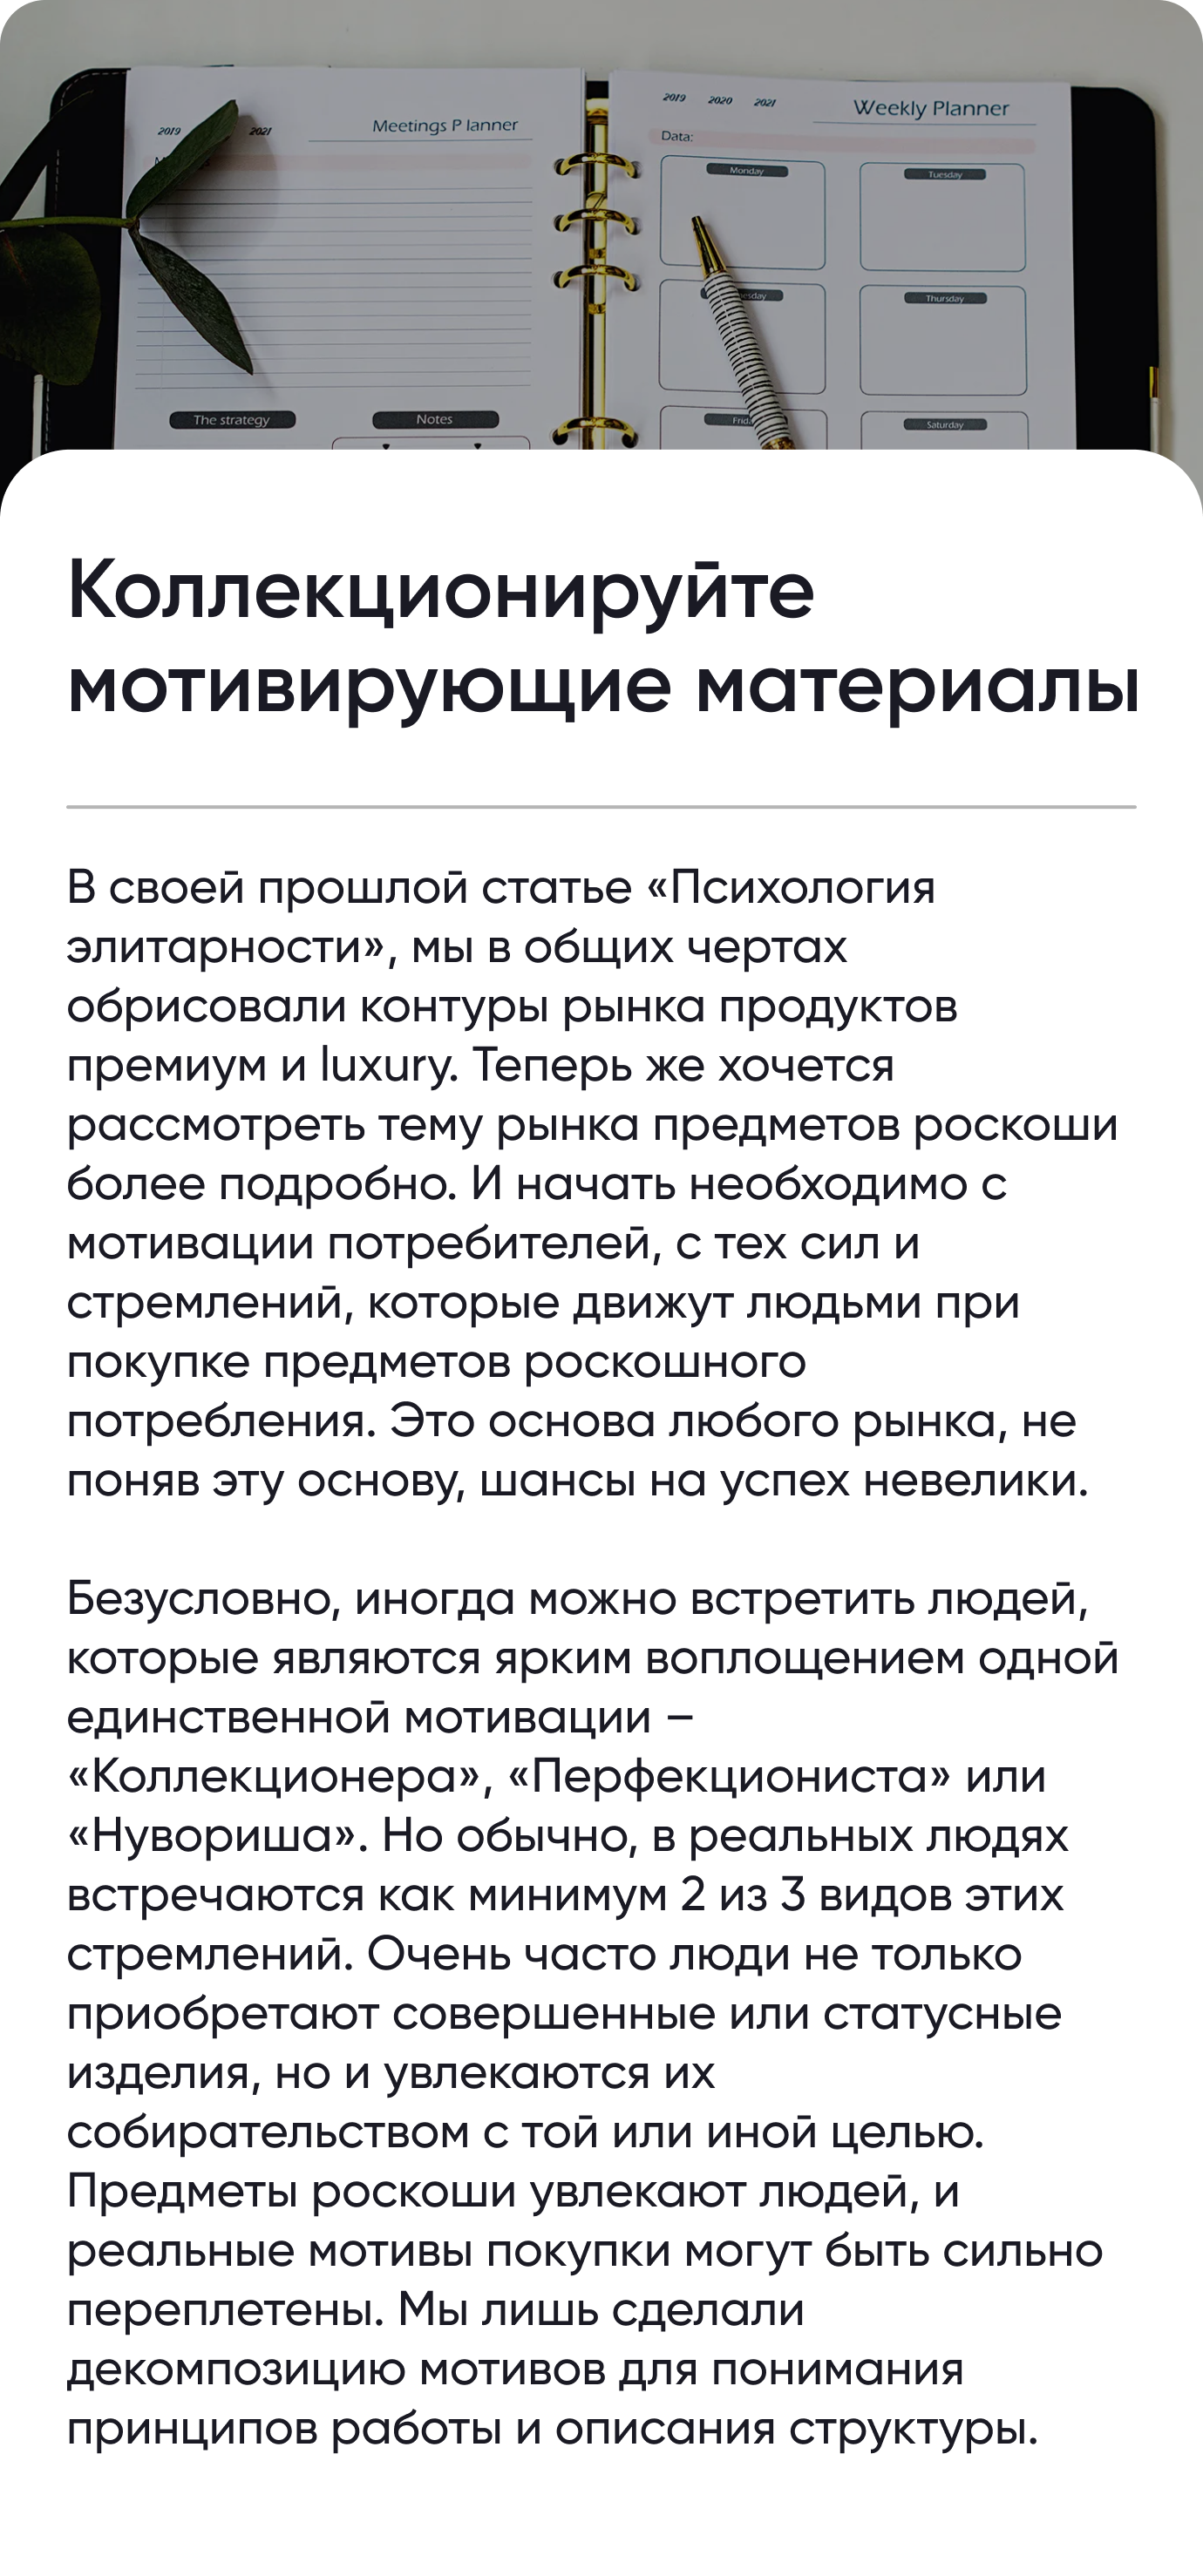 2019 2021 Meetings P lanner
The strategy Notes
2019 2020 2021 Weekly Planner
Data:
Monday Tuesday
Thursday
Saturday
Коллекционируйте
мотивирующие материалы
В своей прошлой статье «Психология
элитарности», мы в общих чертах
обрисовали контуры рынка продуктов
премиум и luxury. Теперь же хочется
рассмотреть тему рынка предметов роскоши
более подробно. И начать необходимо с
мотивации потребителей, с тех сил и
стремлений, которые движут людьми при
покупке предметов роскошного
потребления. Это основа любого рынка, не
поняв эту основу, шансы на успех невелики.
Безусловно, иногда можно встретить людей,
которые являются ярким воплощением одной
единственной мотивации –
«Коллекционера», «Перфекциониста» или
«Нувориша». Но обычно, в реальных людях
встречаются как минимум 2 из 3 видов этих
стремлений. Очень часто люди не только
приобретают совершенные или статусные
изделия, но и увлекаются их
собирательством с той или иной целью.
Предметы роскоши увлекают людей, и
реальные мотивы покупки могут быть сильно
переплетены. Мы лишь сделали
декомпозицию мотивов для понимания
принципов работы и описания структуры.